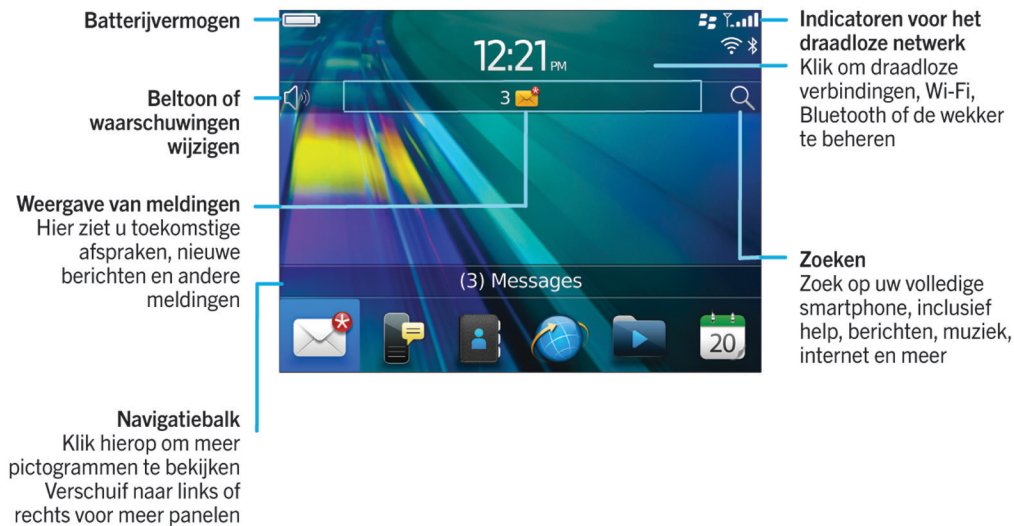 Batterijvermogen
Beltoon of
waarschuwingen
wijzigen
Weergave van meldingen
Hier ziet u toekomstige
afspraken, nieuwe
berichten en andere
meldingen
Navigatiebalk
Klik hierop om meer
pictogrammen te bekijken
Verschuif naar links of
rechts voor meer panelen
12:21 PM
3
(3) Messages
20
Indicatoren voor het
draadloze netwerk
Klik om draadloze
verbindingen, Wi-Fi,
Bluetooth of de wekker
te beheren
Zoeken
Zoek op uw volledige
smartphone, inclusief
help, berichten, muziek,
internet en meer